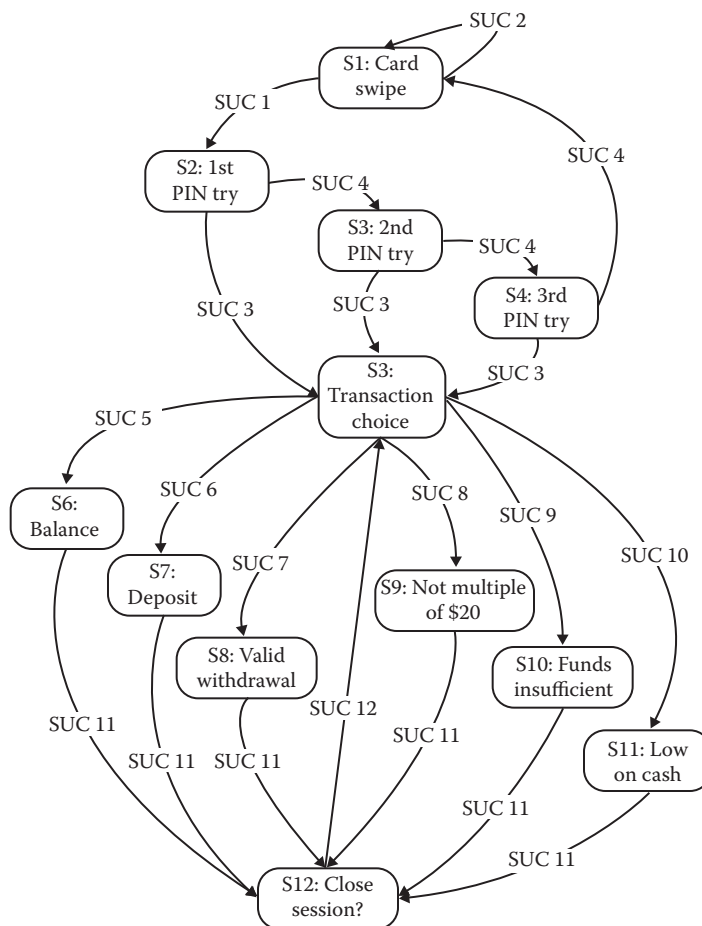 SUC 2
S1: Card
swipe
SUC 1
SUC 4
S2: 1st
PIN try
SUC 4
S3: 2nd
PIN try
SUC 4
S4: 3rd
PIN try
SUC 3
SUC 3
SUC 3
S3:
Transaction
choice
SUC 5
S6:
Balance
SUC 6
SUC 8
SUC 9
SUC 7
SUC 10
S7:
Deposit
S9: Not multiple
of $20
S8: Valid
withdrawal
S10: Funds
insufficient
SUC 12
SUC 11
SUC 11
SUC 11
SUC 11
S11: Low
on cash
SUC 11
SUC 11
S12: Close
session?